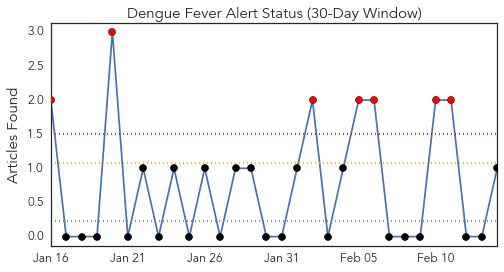 Dengue Fever Alert Status (30-Day Window)
Articles Found
3.0
2.5
2.0
1.5
1.0
0.5
0.0
Jan 16 Jan 21 Jan 26 Jan 31 Feb 05 Feb 10